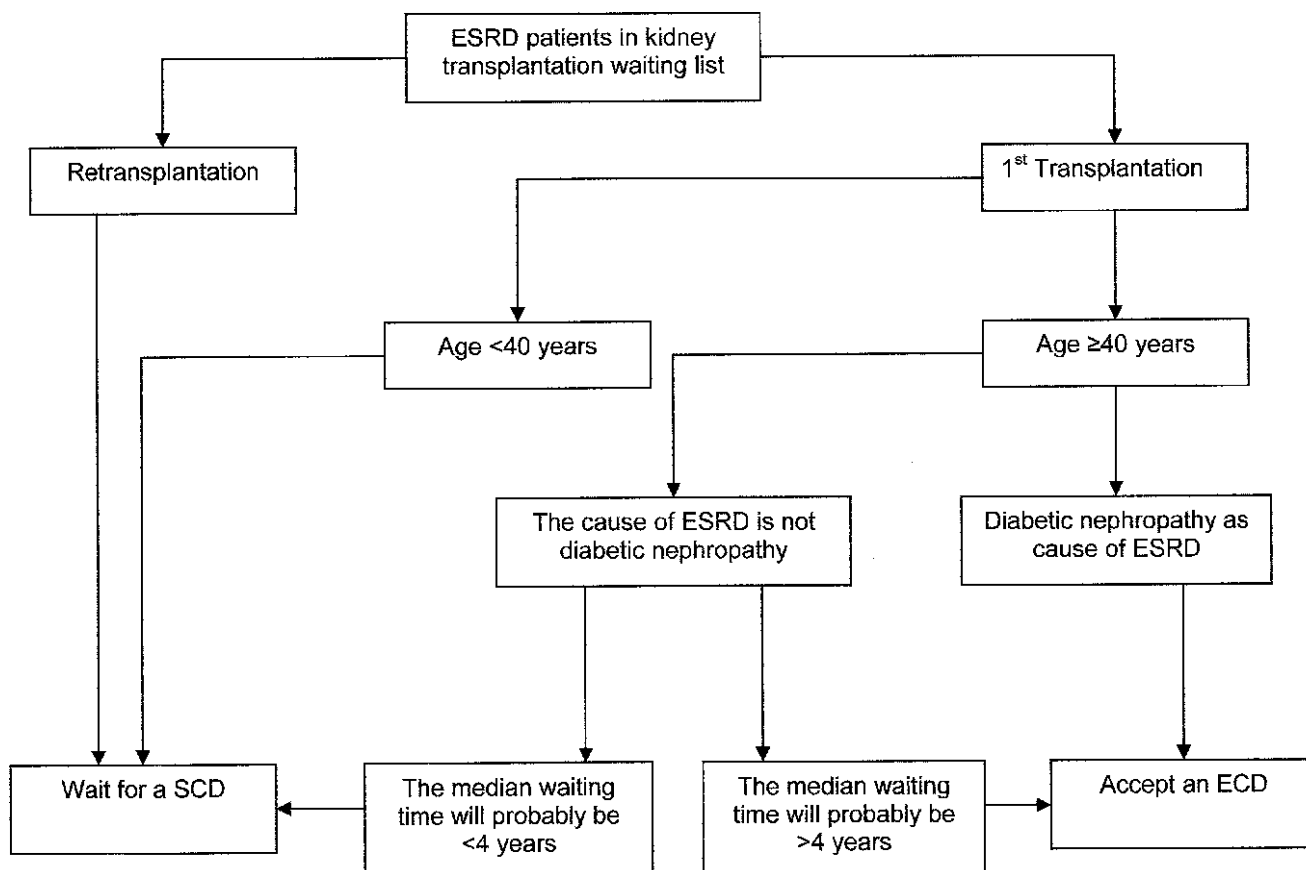 ESRD patients in kidney
transplantation waiting list
Retransplantation
1st Transplantation
Age <40 years
Age ≥40 years
The cause of ESRD is not
diabetic nephropathy
Diabetic nephropathy as
cause of ESRD
Wait for a SCD
The median waiting
time will probably be
<4 years
The median waiting
time will probably be
>4 years
Accept an ECD